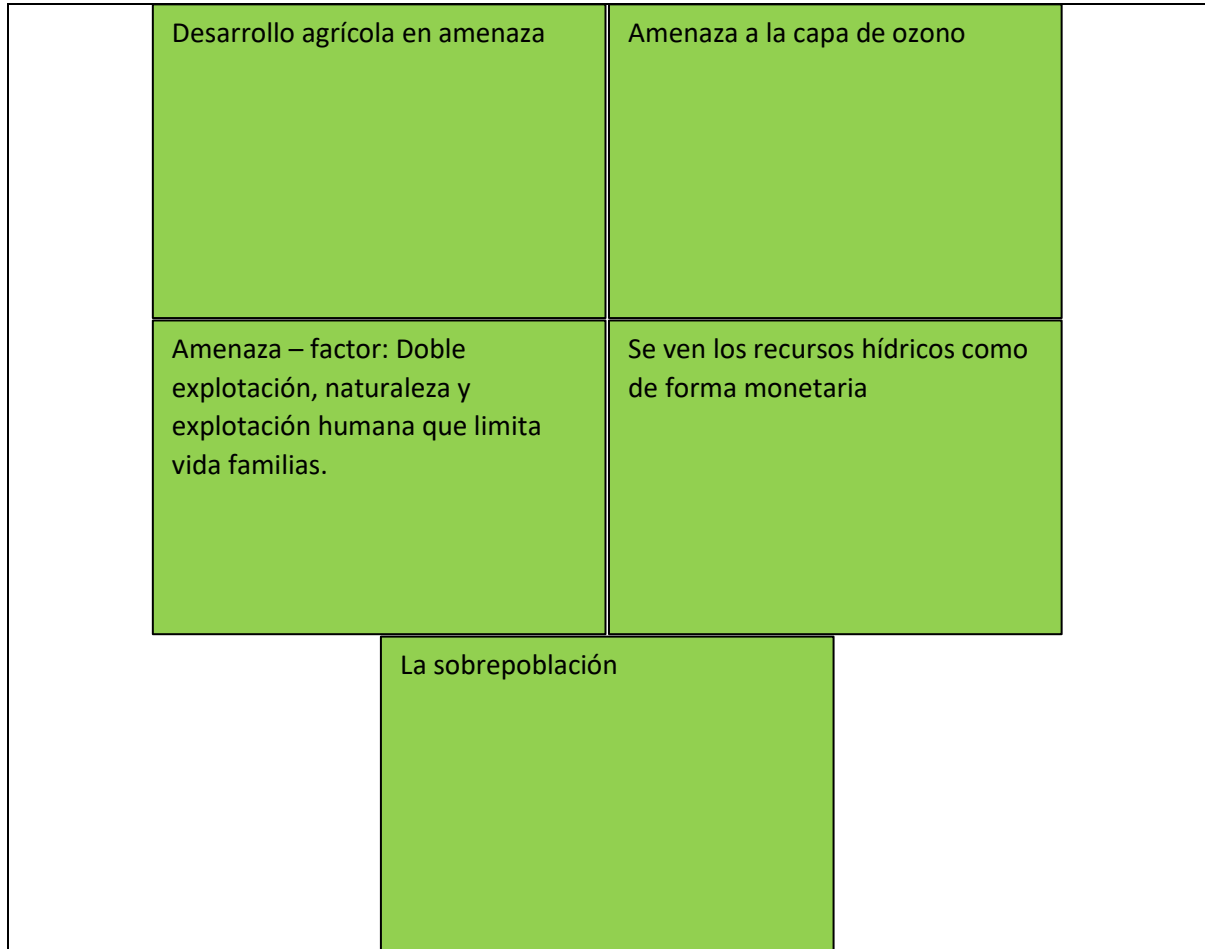 Desarrollo agrícola en amenaza
Amenaza a la capa de ozono
Amenaza – factor: Doble
explotación, naturaleza y
explotación humana que limita
vida familias.
Se ven los recursos hídricos como
de forma monetaria
La sobrepoblación